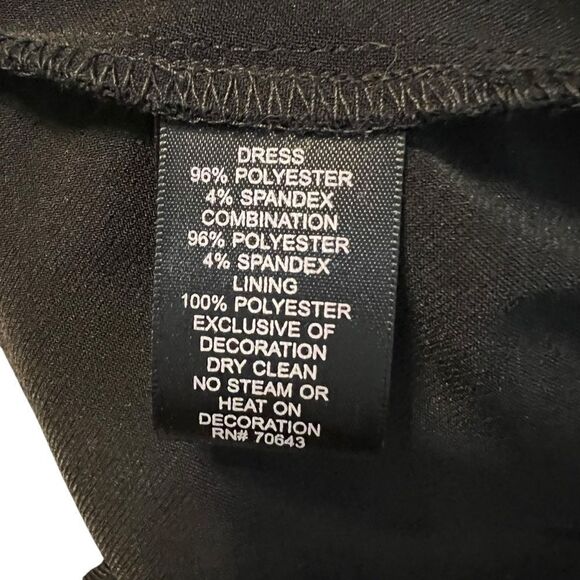 DRESS
96% POLYESTER
4% SPANDEX
COMBINATION
96% POLYESTER
4% SPANDEX
LINING
100% POLYESTER
EXCLUSIVE OF
DECORATION
DRY CLEAN
NO STEAM OR
HEAT ON
DECORATION
RN# 70643